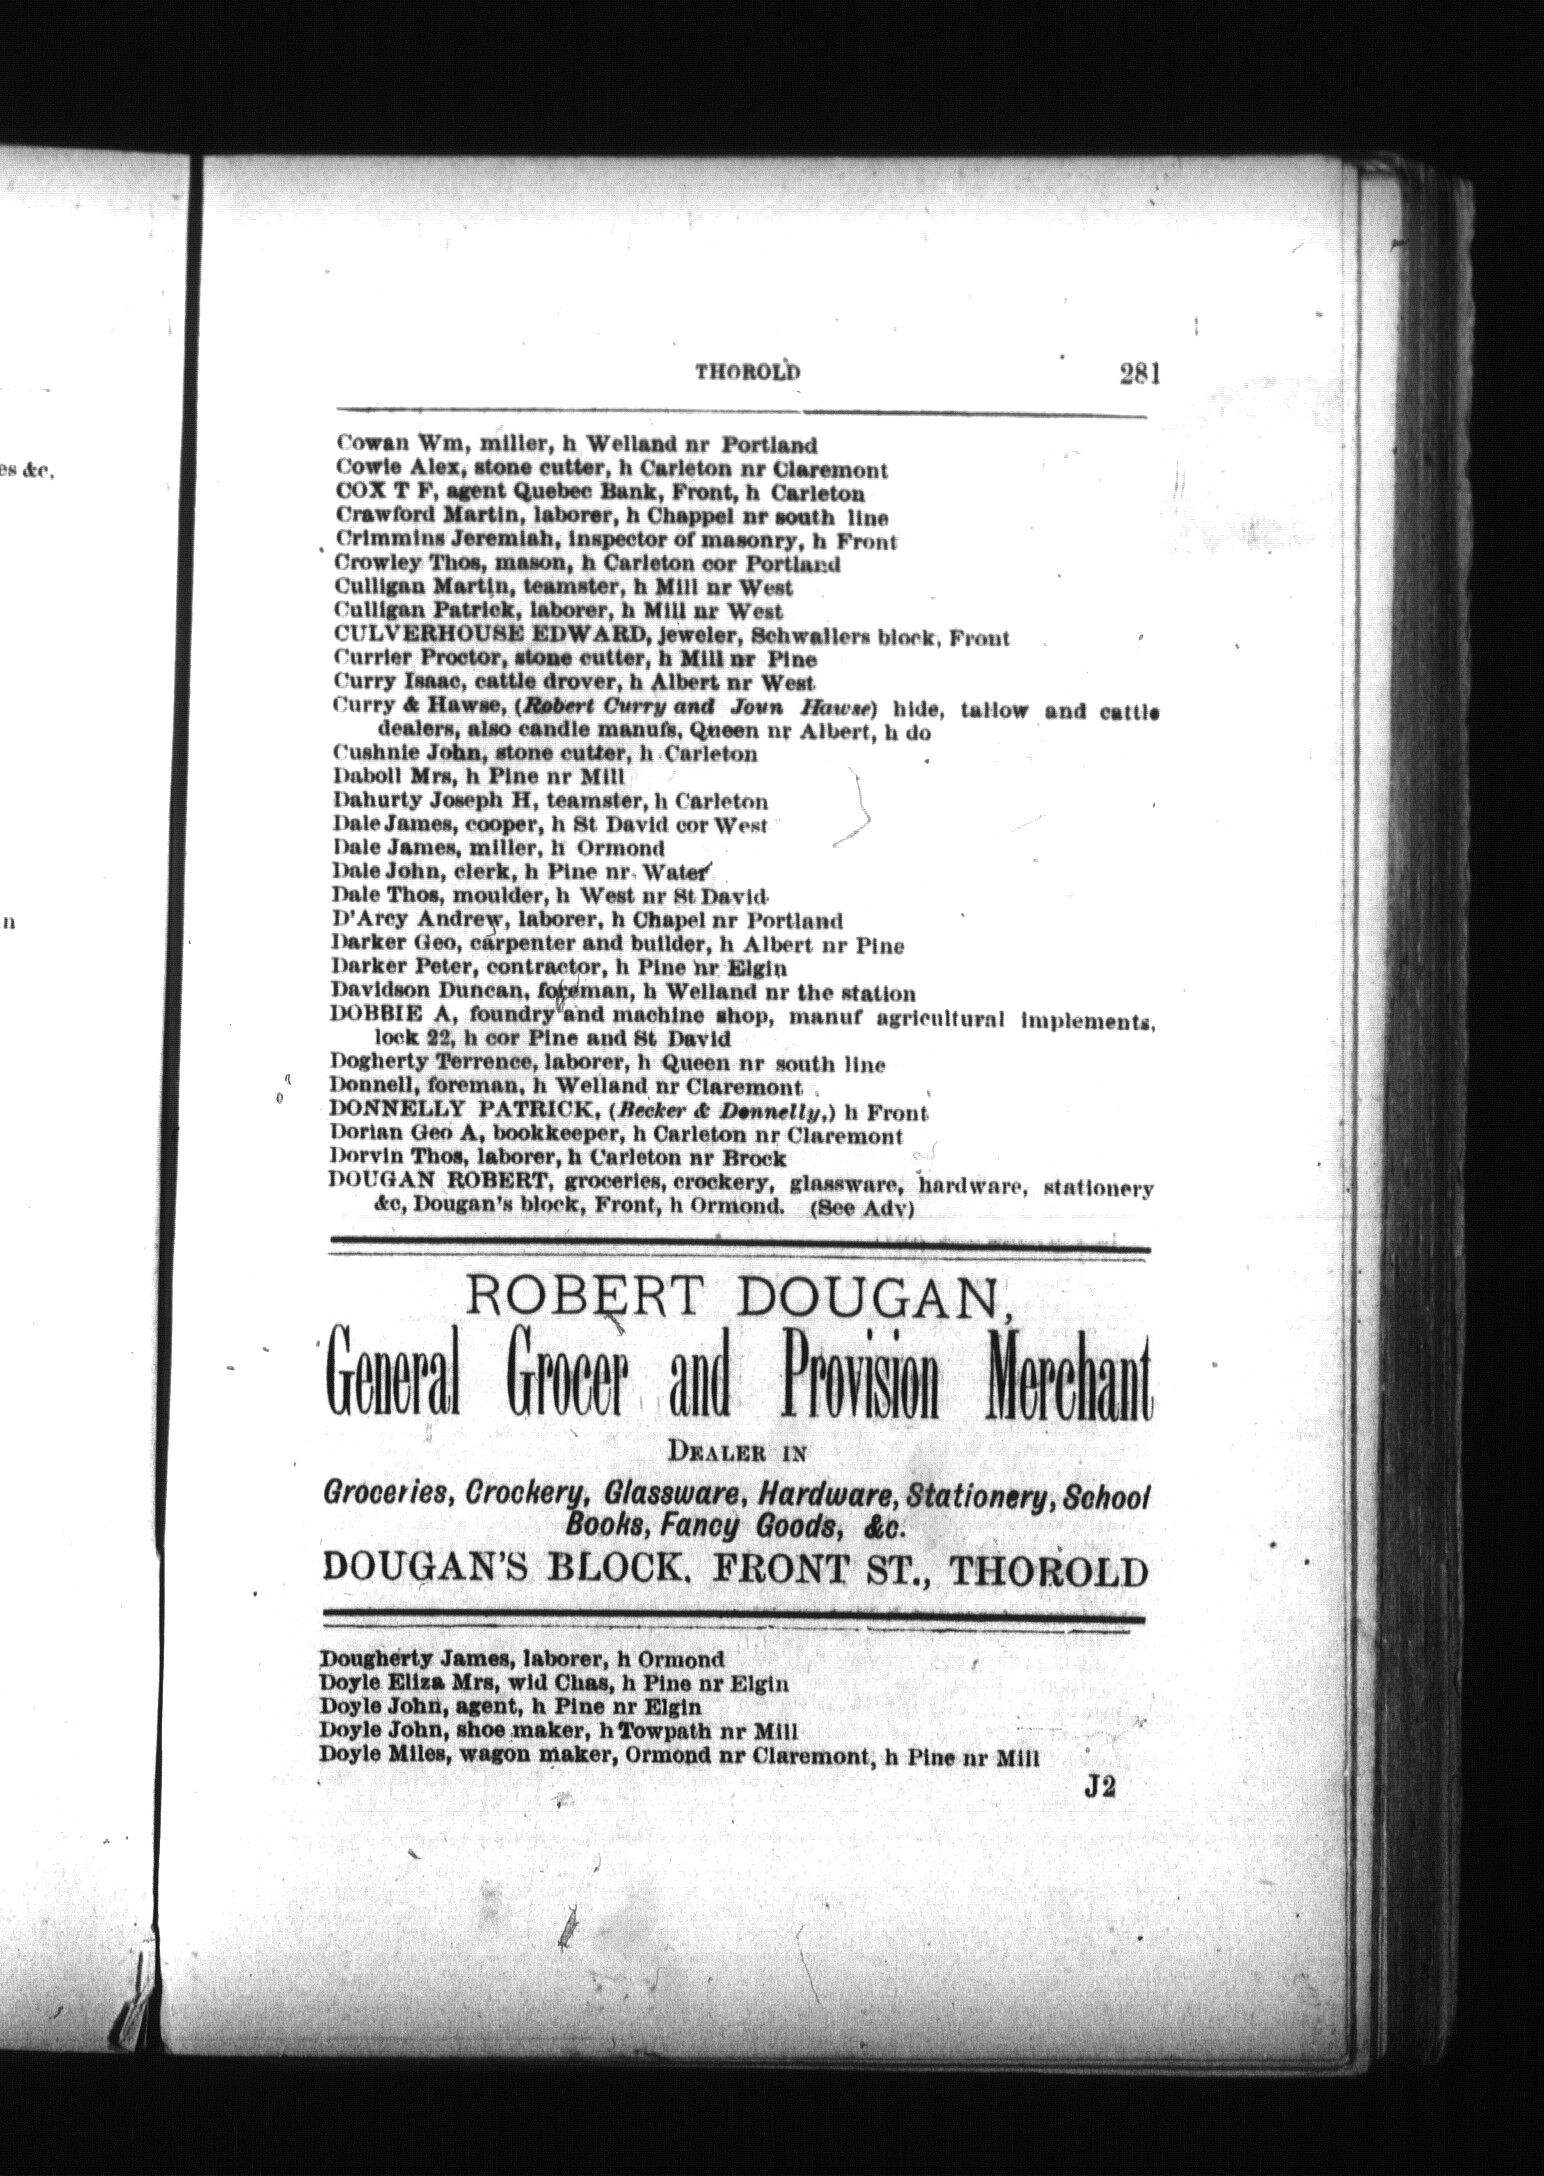 es &c,
n
THOROLD 281
Cowan Wm, miller, h Welland nr Portland
Cowie Alex, stone cutter, h Carleton nr Claremont
COX T F, agent Quebec Bank, Front, h Carleton
Crawford Martin, laborer, h Chappel nr south line
Crimmins Jeremiah, inspector of masonry, h Front
Crowley Thos, mason, h Carleton cor Portland
Culligan Martin, teamster, h Mill nr West
Culligan Patrick, laborer, h Mill nr West
CULVERHOUSE EDWARD, jeweler, Schwallers block, Front
Currier Proctor, stone cutter, h Mill nr Pine
Curry Isaac, cattle drover, h Albert nr West
Curry & Hawse, (Robert Curry and Joun Hawse) hide, tallow and cattle
dealers, also candle manufs, Queen nr Albert, h do
Cushnie John, stone cutter, h Carleton
Daboll Mrs, h Pine nr Mill
Dahurty Joseph H, teamster, h Carleton
Dale James, cooper, h St David cor West
Dale James, miller, h Ormond
Dale John, clerk, h Pine nr Water
Dale Thos, moulder, h West nr St David
D'Arcy Andrew, laborer, h Chapel nr Portland
Darker Geo, carpenter and builder, h Albert nr Pine
Darker Peter, contractor, h Pine nr Elgin
Davidson Duncan, foreman, h Welland nr the station
DOBBIE A, foundry and machine shop, manuf agricultural implements,
lock 22, h cor Pine and St David
Dogherty Terrence, laborer, h Queen nr south line
Donnell, foreman, h Welland nr Claremont
DONNELLY PATRICK, (Becker & Donnelly,) h Front
Dorian Geo A, bookkeeper, h Carleton nr Claremont
Dorvin Thos, laborer, h Carleton nr Brock
DOUGAN ROBERT, groceries, crockery, glassware, hardware, stationery
&c, Dougan's block, Front, h Ormond. (See Adv)
ROBERT DOUGAN,
General Grocer and Provision Merchant
DEALER IN
Groceries, Crockery, Glassware, Hardware, Stationery, School
Books, Fancy Goods, &c.
DOUGAN'S BLOCK. FRONT ST., THOROLD
Dougherty James, laborer, h Ormond
Doyle Eliza Mrs, wid Chas, h Pine nr Elgin
Doyle John, agent, h Pine nr Elgin
Doyle John, shoe maker, h Towpath nr Mill
Doyle Miles, wagon maker, Ormond nr Claremont, h Pine nr Mill
J2